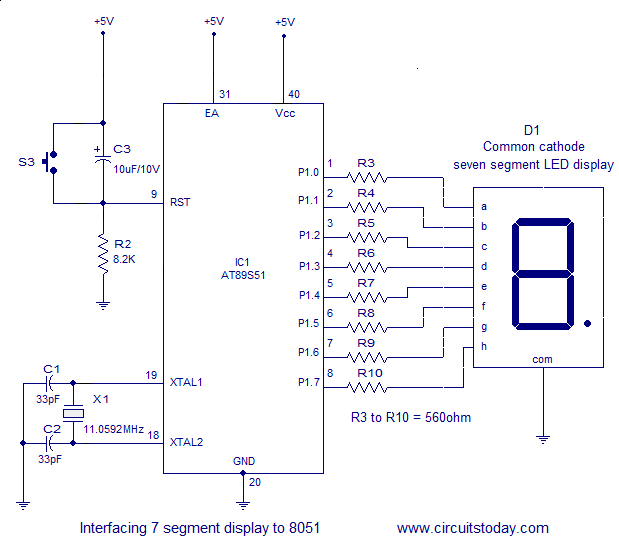 +5V
+5V
+5V
31
40
EA
Vcc
D1
Common cathode
seven segment LED display
S3
C3
10uF/10V
9
RST
R2
8.2K
IC1
AT89S51
P1.0
1
R3
a
P1.1
2
R4
b
P1.2
3
R5
c
P1.3
4
R6
d
P1.4
5
R7
e
P1.5
6
R8
f
P1.6
7
R9
g
P1.7
8
R10
h
com
C1
33pF
19
XTAL1
X1
11.0592MHz
C2
33pF
18
XTAL2
R3 to R10 = 560ohm
GND
20
Interfacing 7 segment display to 8051
www.circuitstoday.com